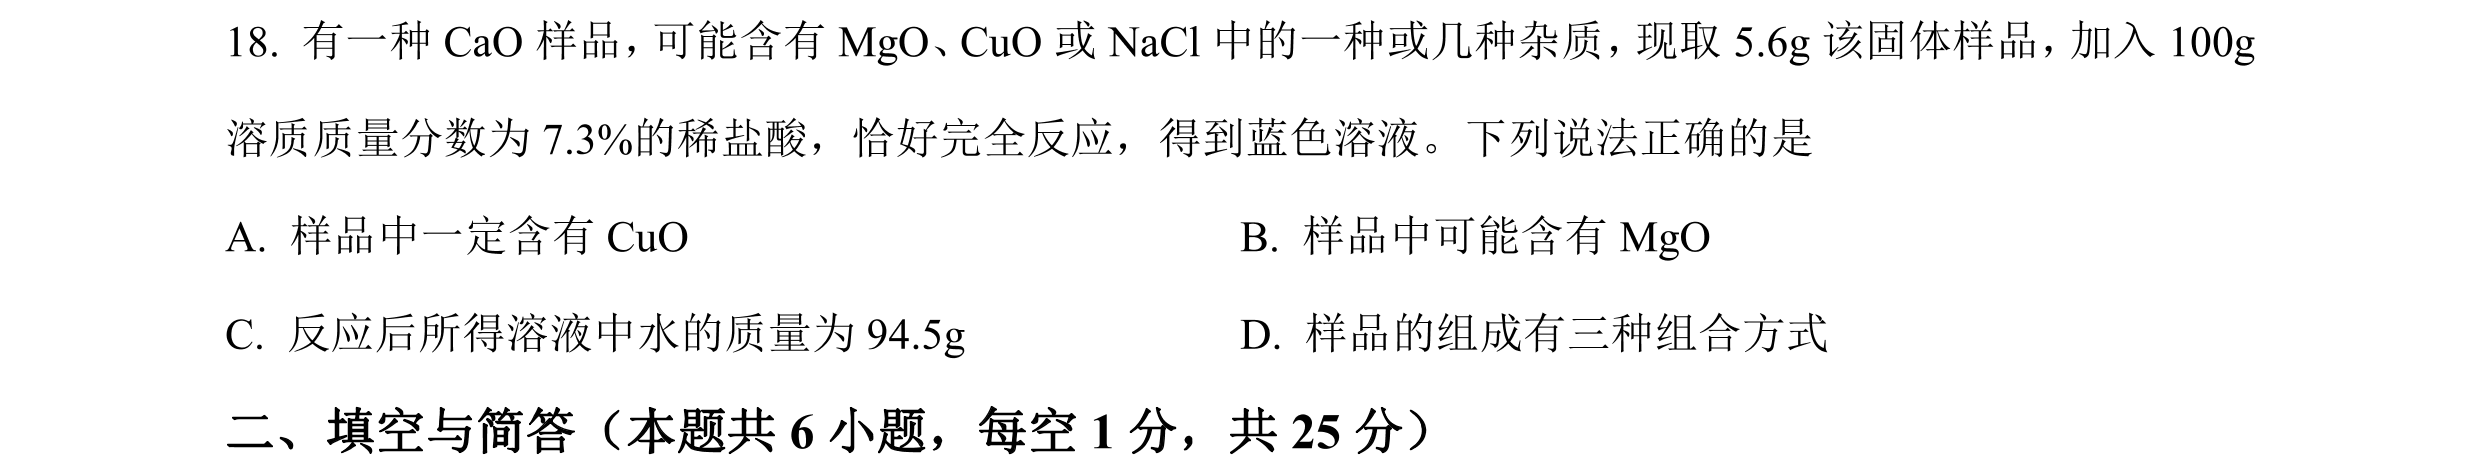 18. 有一种 CaO 样品，可能含有 MgO、CuO 或 NaCl 中的一种或几种杂质，现取 5.6g 该固体样品，加入 100g
溶质质量分数为 7.3%的稀盐酸，恰好完全反应，得到蓝色溶液。下列说法正确的是
A. 样品中一定含有 CuO B. 样品中可能含有 MgO
C. 反应后所得溶液中水的质量为 94.5g D. 样品的组成有三种组合方式
二、填空与简答（本题共 6 小题，每空 1 分，共 25 分）